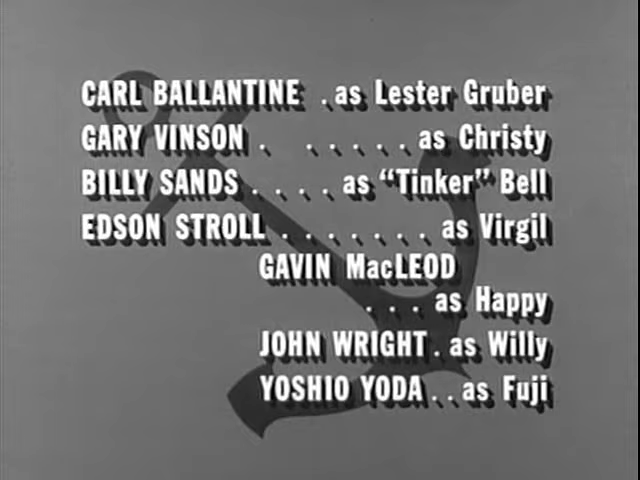 CARL BALLANTINE . as Lester Gruber
GARY VINSON . . . . . . as Christy
BILLY SANDS . . . . as “Tinker” Bell
EDSON STROLL . . . . . . . as Virgil
GAVIN MacLEOD
. . . as Happy
JOHN WRIGHT . as Willy
YOSHIO YODA . . as Fuji